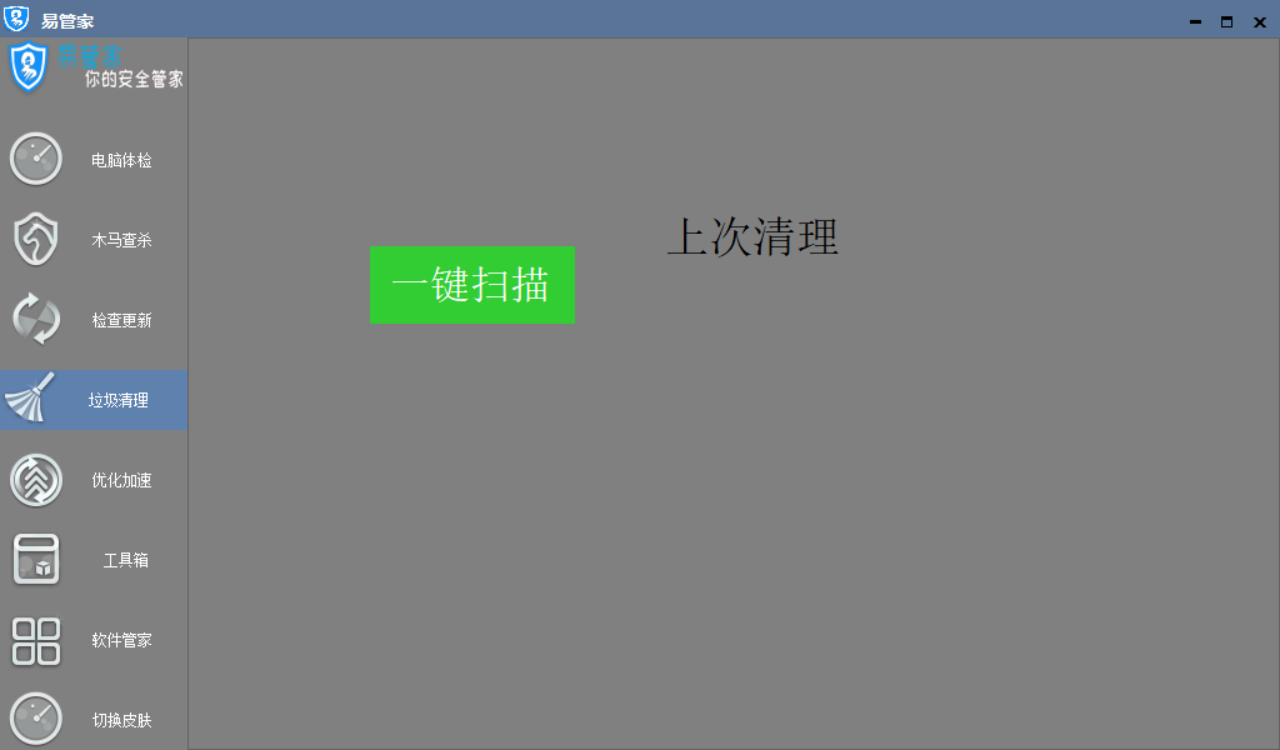 易管家
易管家
你的安全管家
电脑体检
木马查杀
检查更新
垃圾清理
优化加速
工具箱
软件管家
切换皮肤
一键扫描
上次清理